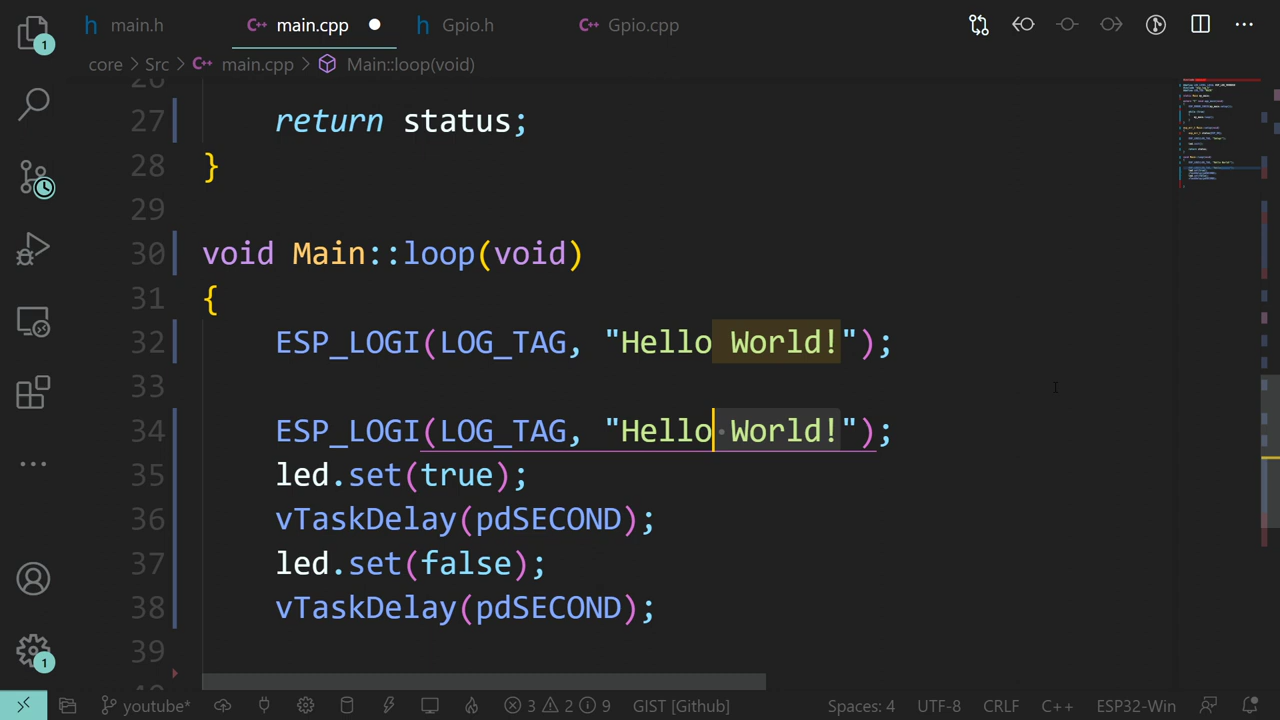 main.h main.cpp Gpio.h Gpio.cpp
1
core > Src > main.cpp > Main::loop(void)
27 return status;
28 }
29
30 void Main::loop(void)
31 {
32 ESP_LOGI(LOG_TAG, "Hello World!");
33
34 ESP_LOGI(LOG_TAG, "Hello World!");
35 led.set(true);
36 vTaskDelay(pdSECOND);
37 led.set(false);
38 vTaskDelay(pdSECOND);
39
1
youtube* 3 2 9 GIST [Github] Spaces: 4 UTF-8 CRLF C++ ESP32-Win